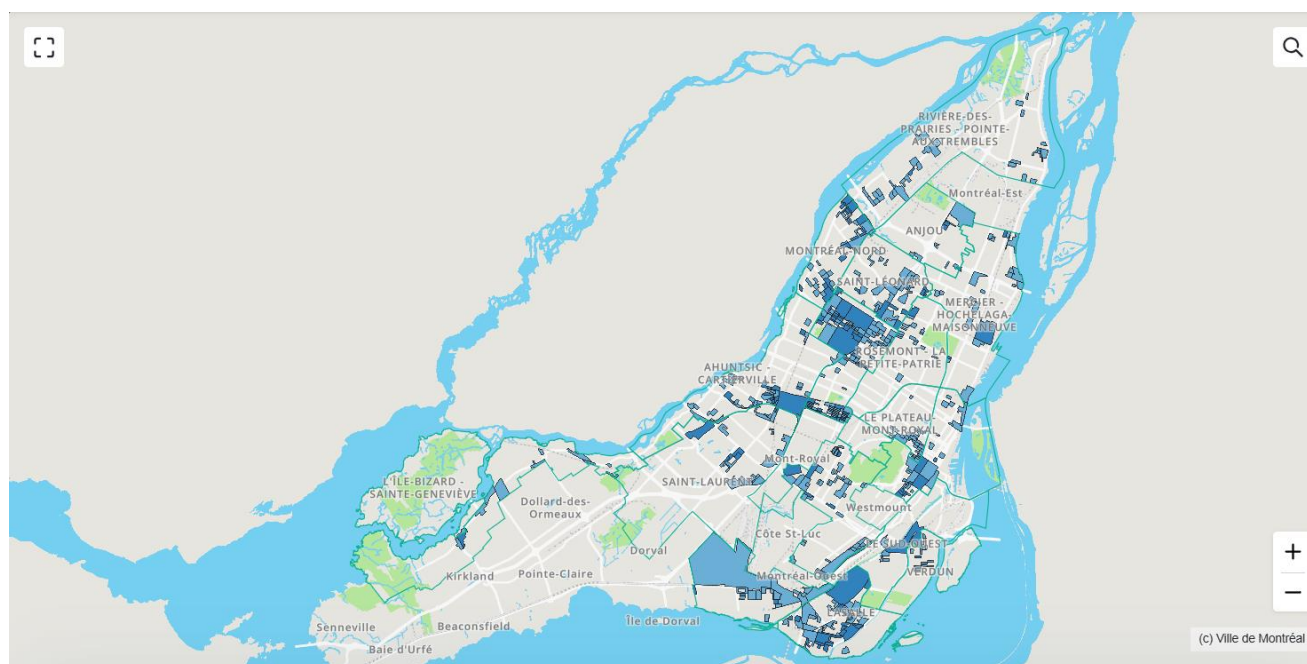 RIVIÈRE-DES-
PRAIRIES - POINTE-
AUX-TREMBLES
Montréal-Est
ANJOU
MONTRÉAL-NORD
SAINT-LÉONARD
MERCIER -
HOCHELAGA-
MAISONNEUVE
ROSEMONT - LA
PETITE-PATRIE
AHUNTSIC -
CARTIERVILLE
LE PLATEAU-
MONT-ROYAL
Mont-Royal
L'ÎLE-BIZARD -
SAINTE-GENEVIÈVE
SAINT-LAURENT
Dollard-des-
Ormeaux
Westmount
Côte St-Luc
LE SUD-OUEST
Dorval
VERDUN
Kirkland
Pointe-Claire
Montréal-Ouest
LASALLE
Île de Dorval
Senneville
Beaconsfield
Baie d'Urfé
+
−
(c) Ville de Montréal